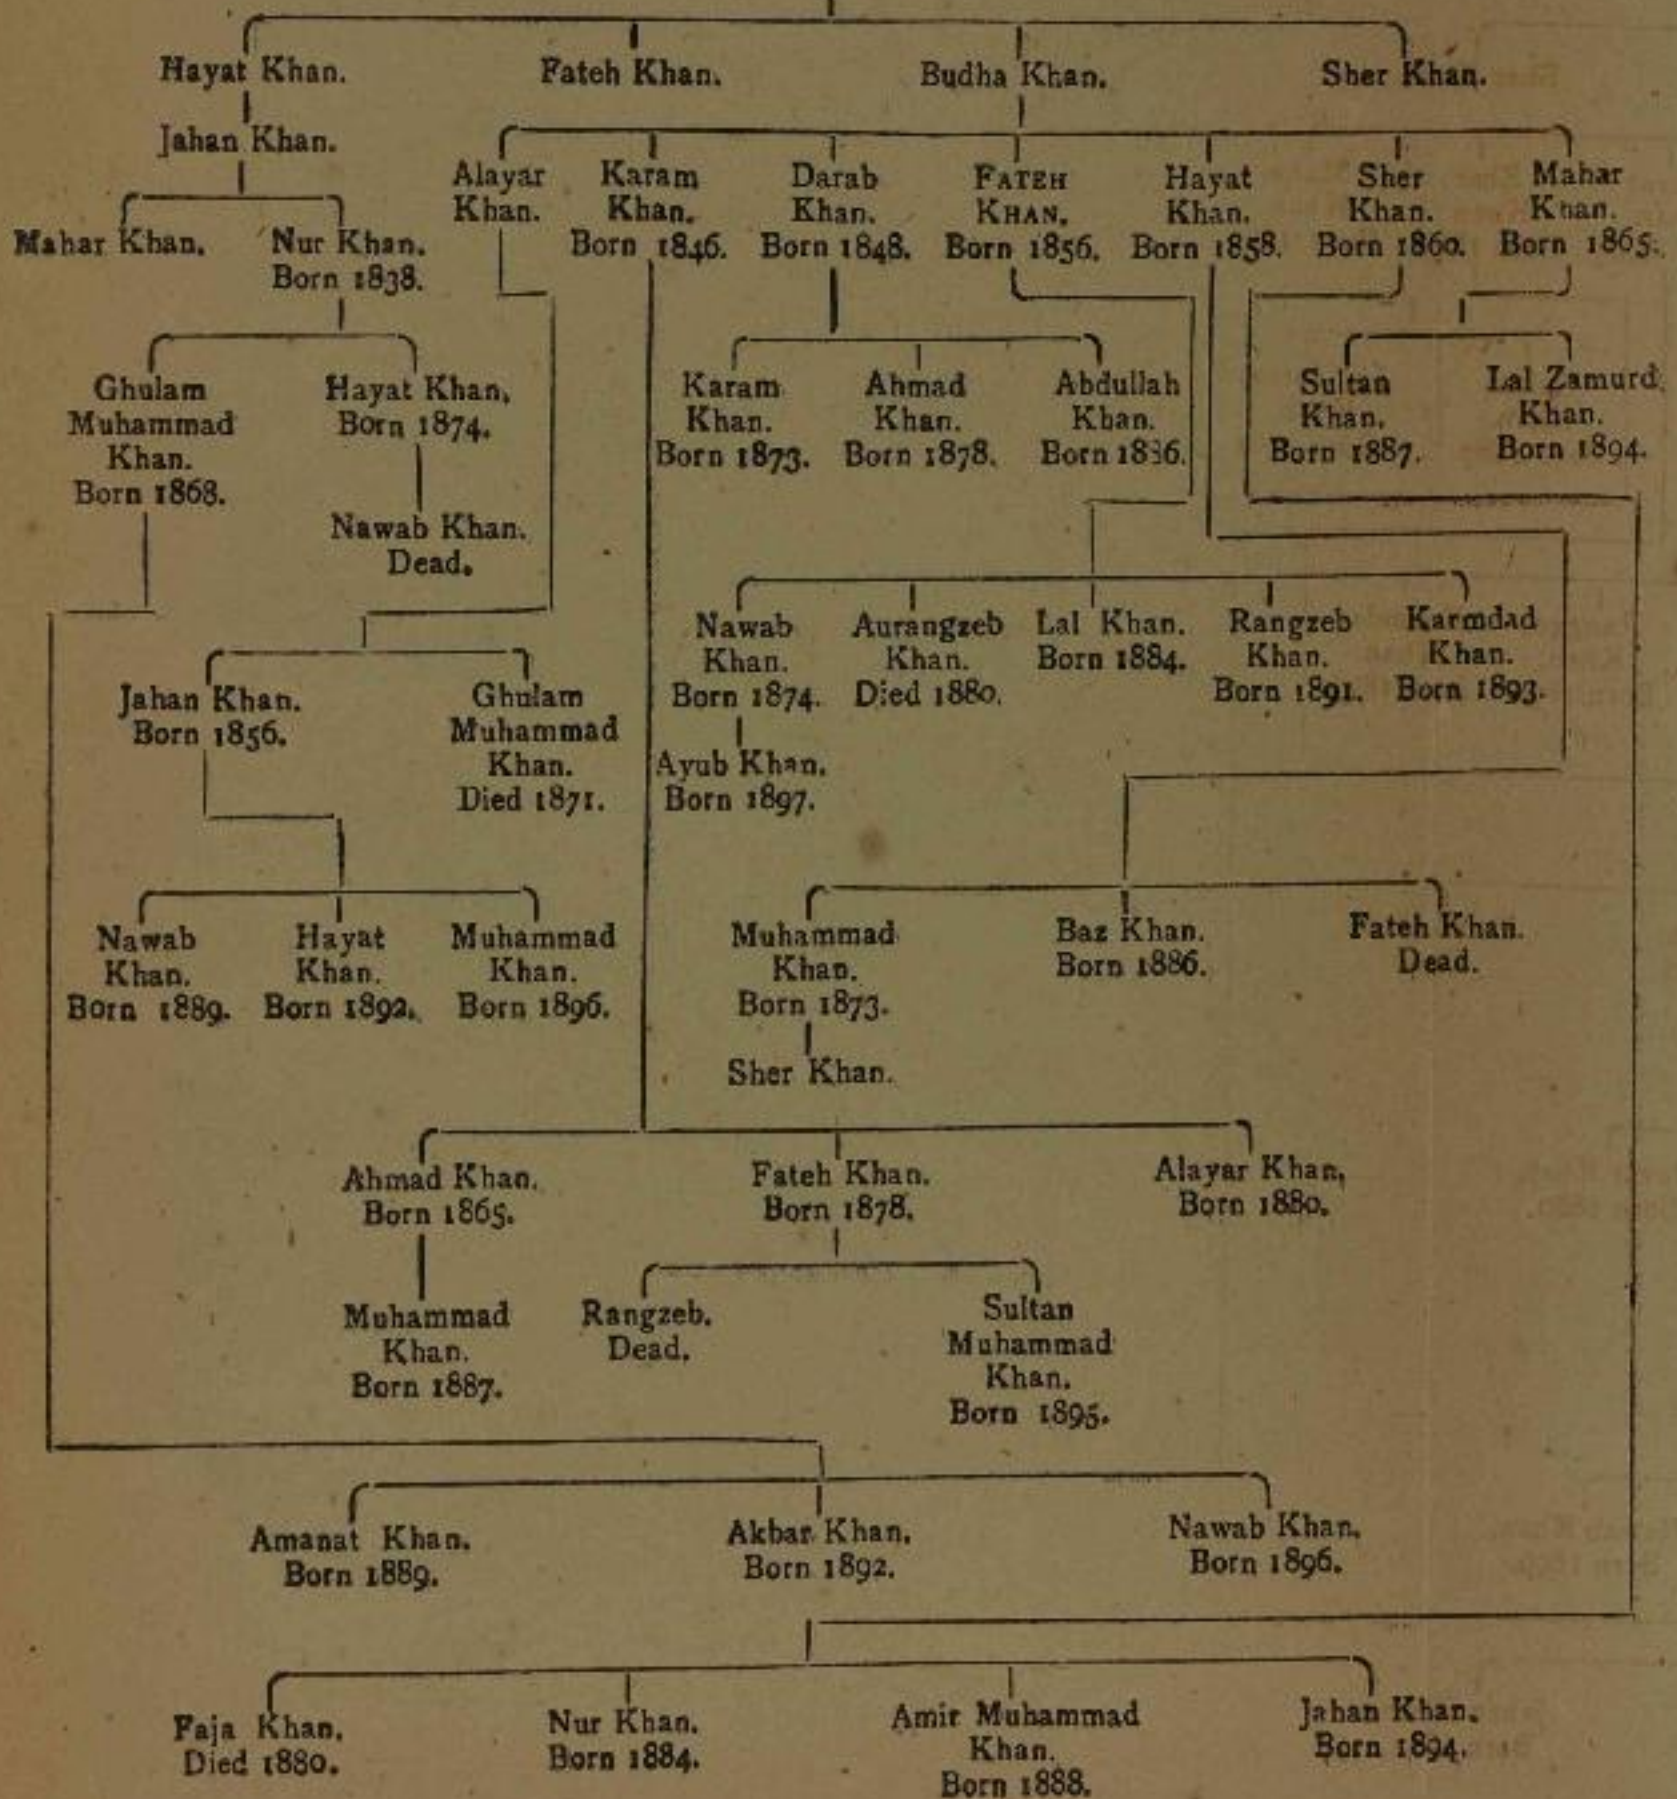 Hayat Khan. Fateh Khan. Budha Khan. Sher Khan.
Jahan Khan.
Alayar Khan.
Karam Khan. Born 1846.
Darab Khan. Born 1848.
FATEH KHAN. Born 1856.
Hayat Khan. Born 1858.
Sher Khan. Born 1860.
Mahar Khan. Born 1865.
Mahar Khan.
Nur Khan. Born 1838.
Ghulam Muhammad Khan. Born 1868.
Hayat Khan, Born 1874.
Karam Khan. Born 1873.
Ahmad Khan. Born 1878.
Abdullah Khan. Born
Sultan Khan. Born 1887.
Lal Zamurd Khan. Born 1894.
Nawab Khan. Dead.
Nawab Khan. Born 1874.
Aurangzeb Khan. Died 1880.
Lal Khan. Born 1884.
Rangzeb Khan. Born 1891.
Karmdad Khan. Born 1893.
Jahan Khan. Born 1856.
Ghulam Muhammad Khan. Died 1871.
Ayub Khan. Born 1897.
Nawab Khan. Born 1889.
Hayat Khan. Born 1892.
Muhammad Khan. Born 1896.
Muhammad Khan. Born 1873.
Baz Khan. Born 1886.
Fateh Khan. Dead.
Sher Khan.
Ahmad Khan. Born 1865.
Fateh Khan. Born 1878.
Alayar Khan, Born 1880.
Muhammad Khan. Born 1887.
Rangzeb. Dead.
Sultan Muhammad Khan. Born 1895.
Amanat Khan. Born 1889.
Akbar Khan. Born 1892.
Nawab Khan. Born 1896.
Faja Khan. Died 1880.
Nur Khan. Born 1884.
Amir Muhammad Khan. Born 1888.
Jahan Khan. Born 1894.